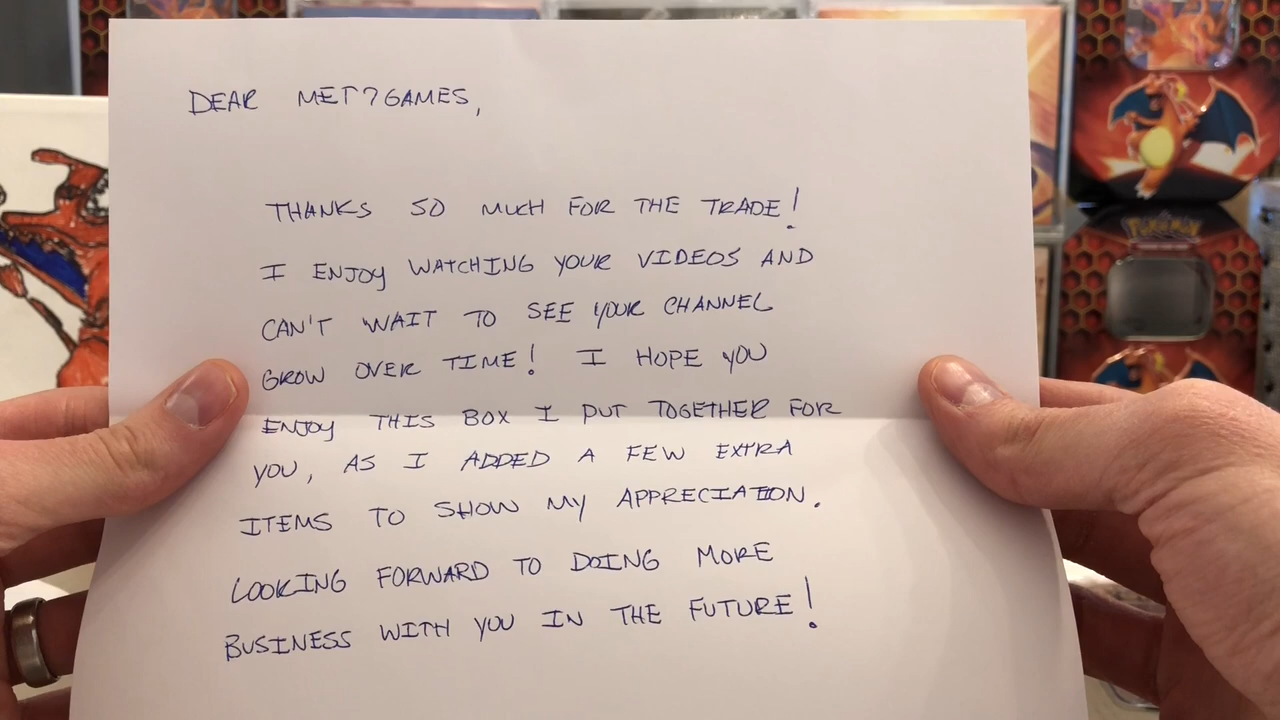 DEAR MET7GAMES,
THANKS SO MUCH FOR THE TRADE!
I ENJOY WATCHING YOUR VIDEOS AND
CAN'T WAIT TO SEE YOUR CHANNEL
GROW OVER TIME! I HOPE YOU
ENJOY THIS BOX I PUT TOGETHER FOR
YOU, AS I ADDED A FEW EXTRA
ITEMS TO SHOW MY APPRECIATION.
LOOKING FORWARD TO DOING MORE
BUSINESS WITH YOU IN THE FUTURE!
POKÉMON